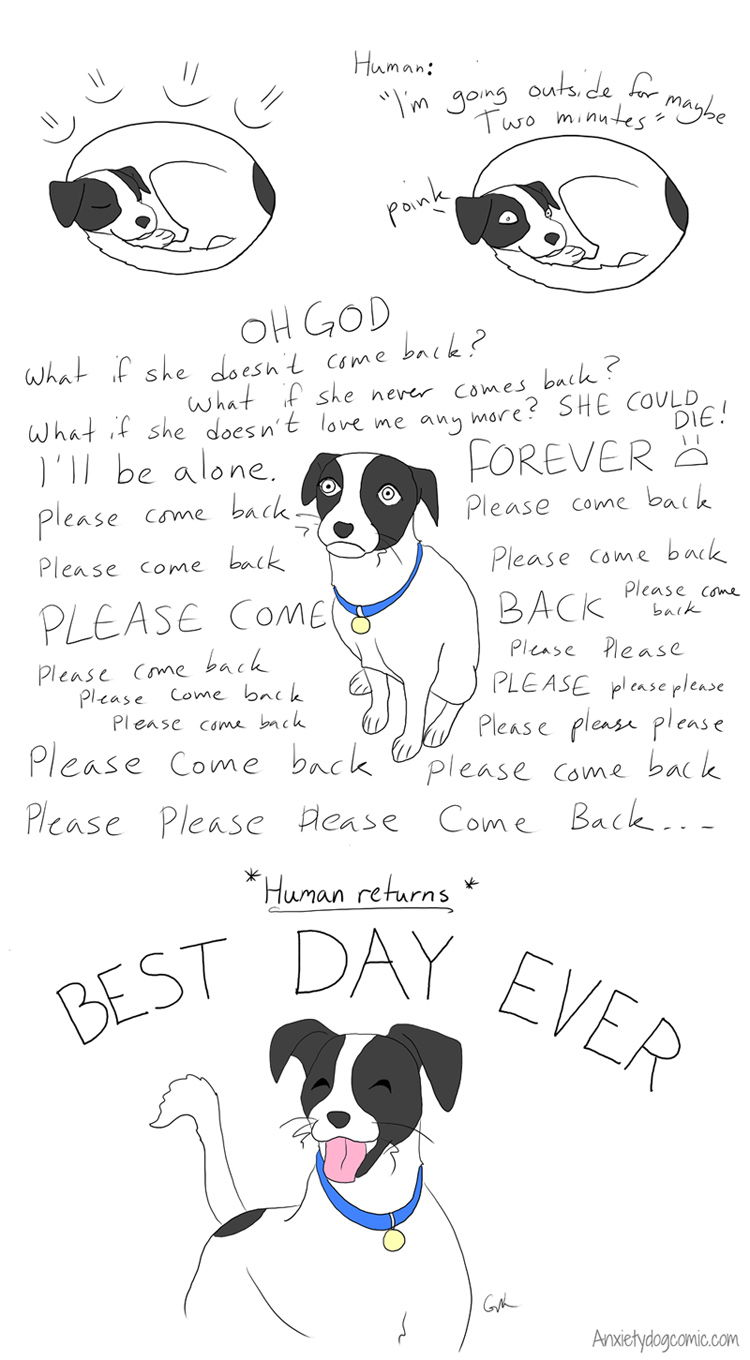 Human:
"I'm going outside for maybe
Two minutes"
poink
OH GOD
What if she doesn't come back?
What if she never comes back?
What if she doesn't love me anymore? SHE COULD
DIE!
I'll be alone. FOREVER
Please come back Please come back
Please come back Please come back
PLEASE COME BACK Please come
back
Please Please
Please come back PLEASE pleaseplease
Please come back
Please come back Please please please
Please Come back please come back
Please Please Please Come Back...
*Human returns*
BEST DAY EVER
Anxietydogcomic.com